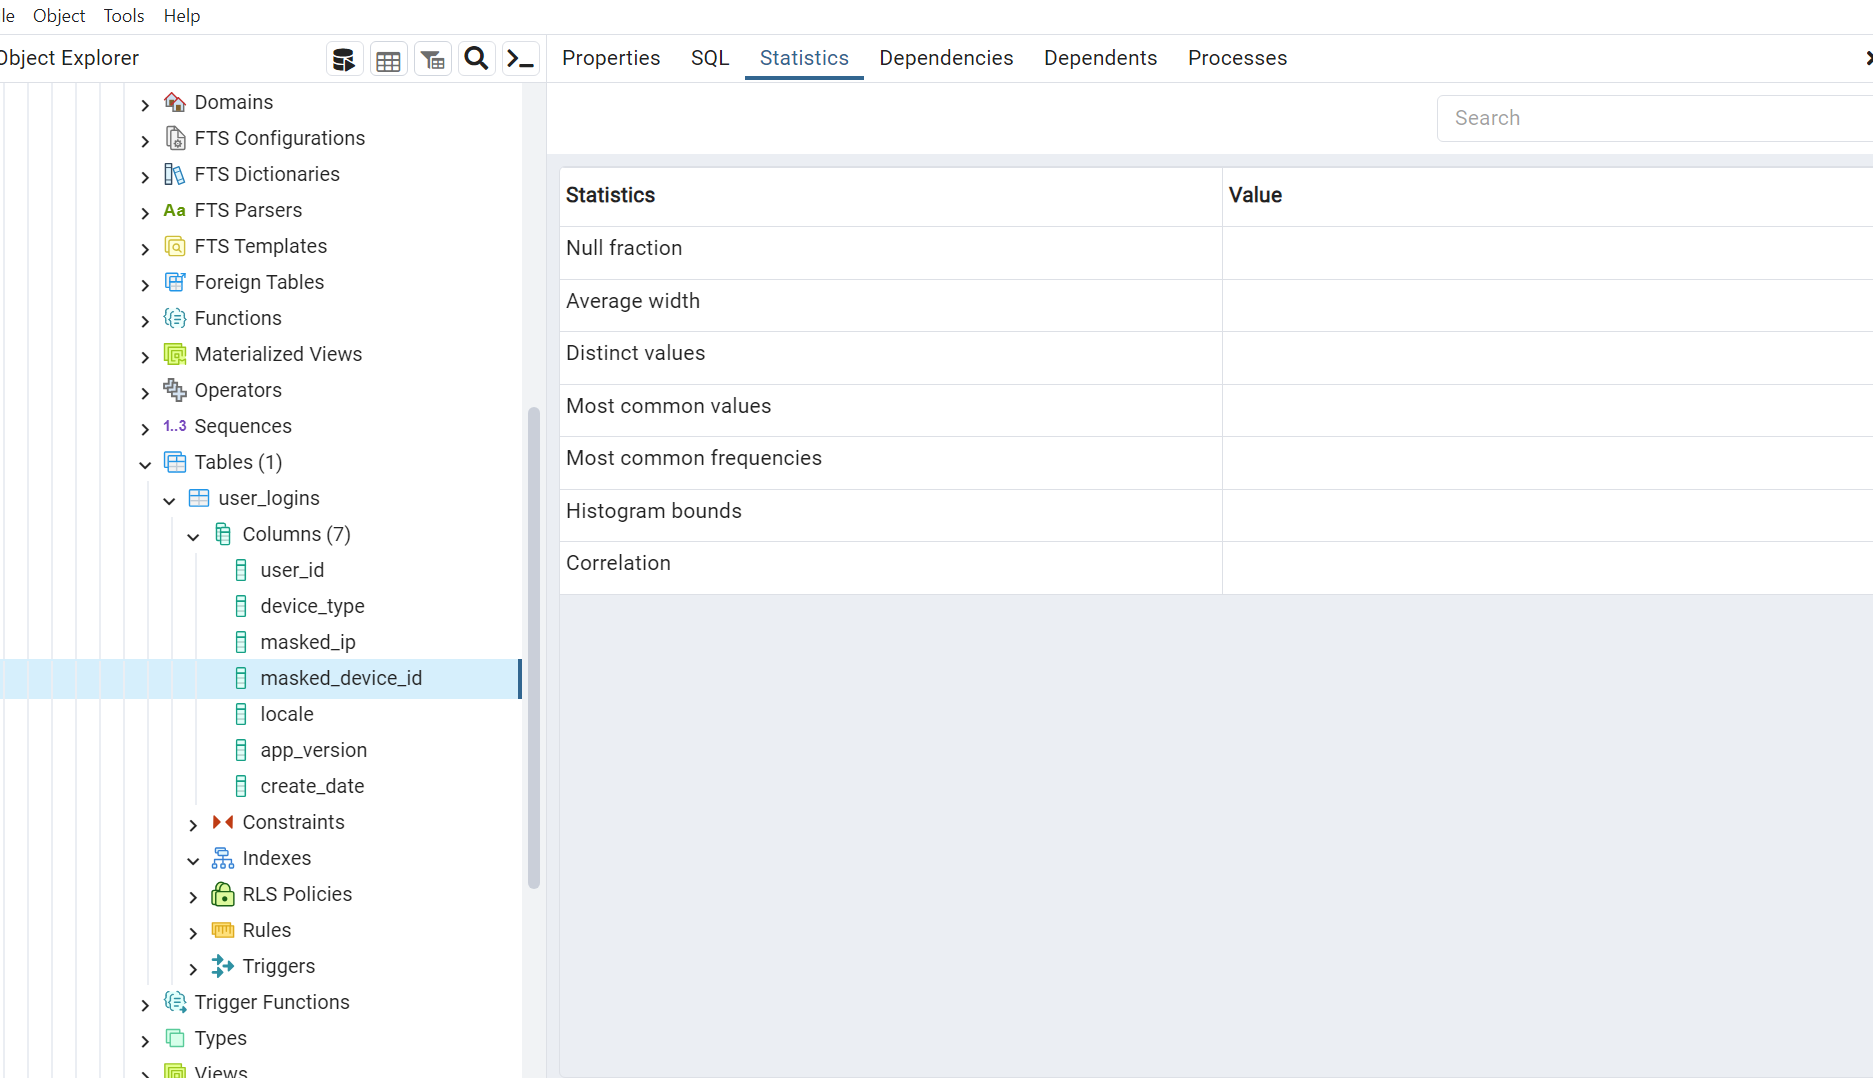 le Object Tools Help
Object Explorer
Properties SQL Statistics Dependencies Dependents Processes
Domains
FTS Configurations
FTS Dictionaries
Aa FTS Parsers
FTS Templates
Foreign Tables
Functions
Materialized Views
Operators
1..3 Sequences
Tables (1)
user_logins
Columns (7)
user_id
device_type
masked_ip
masked_device_id
locale
app_version
create_date
Constraints
Indexes
RLS Policies
Rules
Triggers
Trigger Functions
Types
Views
Search
Statistics Value
Null fraction
Average width
Distinct values
Most common values
Most common frequencies
Histogram bounds
Correlation